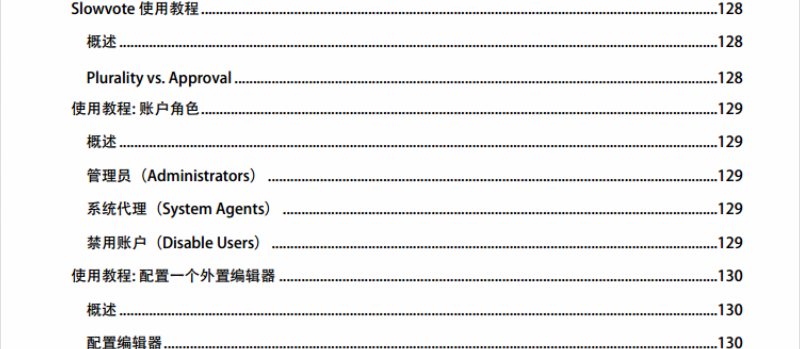 Slowvote 使用教程........................................128
概述........................................128
Plurality vs. Approval........................................128
使用教程: 账户角色........................................129
概述........................................129
管理员（Administrators）........................................129
系统代理（System Agents）........................................129
禁用账户（Disable Users）........................................129
使用教程: 配置一个外置编辑器........................................130
概述........................................130
配置编辑器........................................130